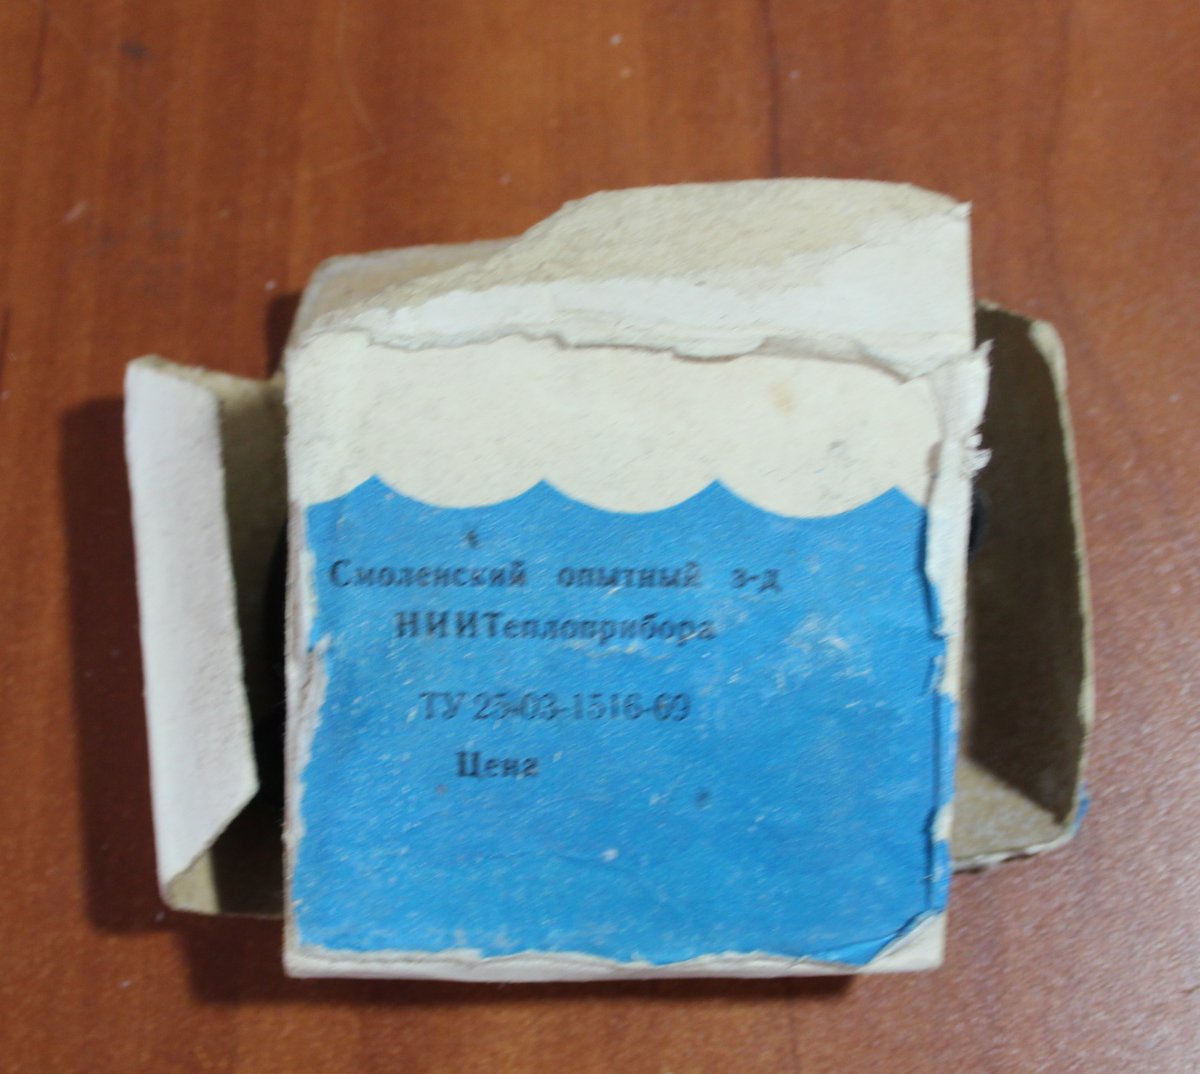 Смоленский опытный з-д
НИИТеплоприбора
ТУ 25-03-1516-69
Цена